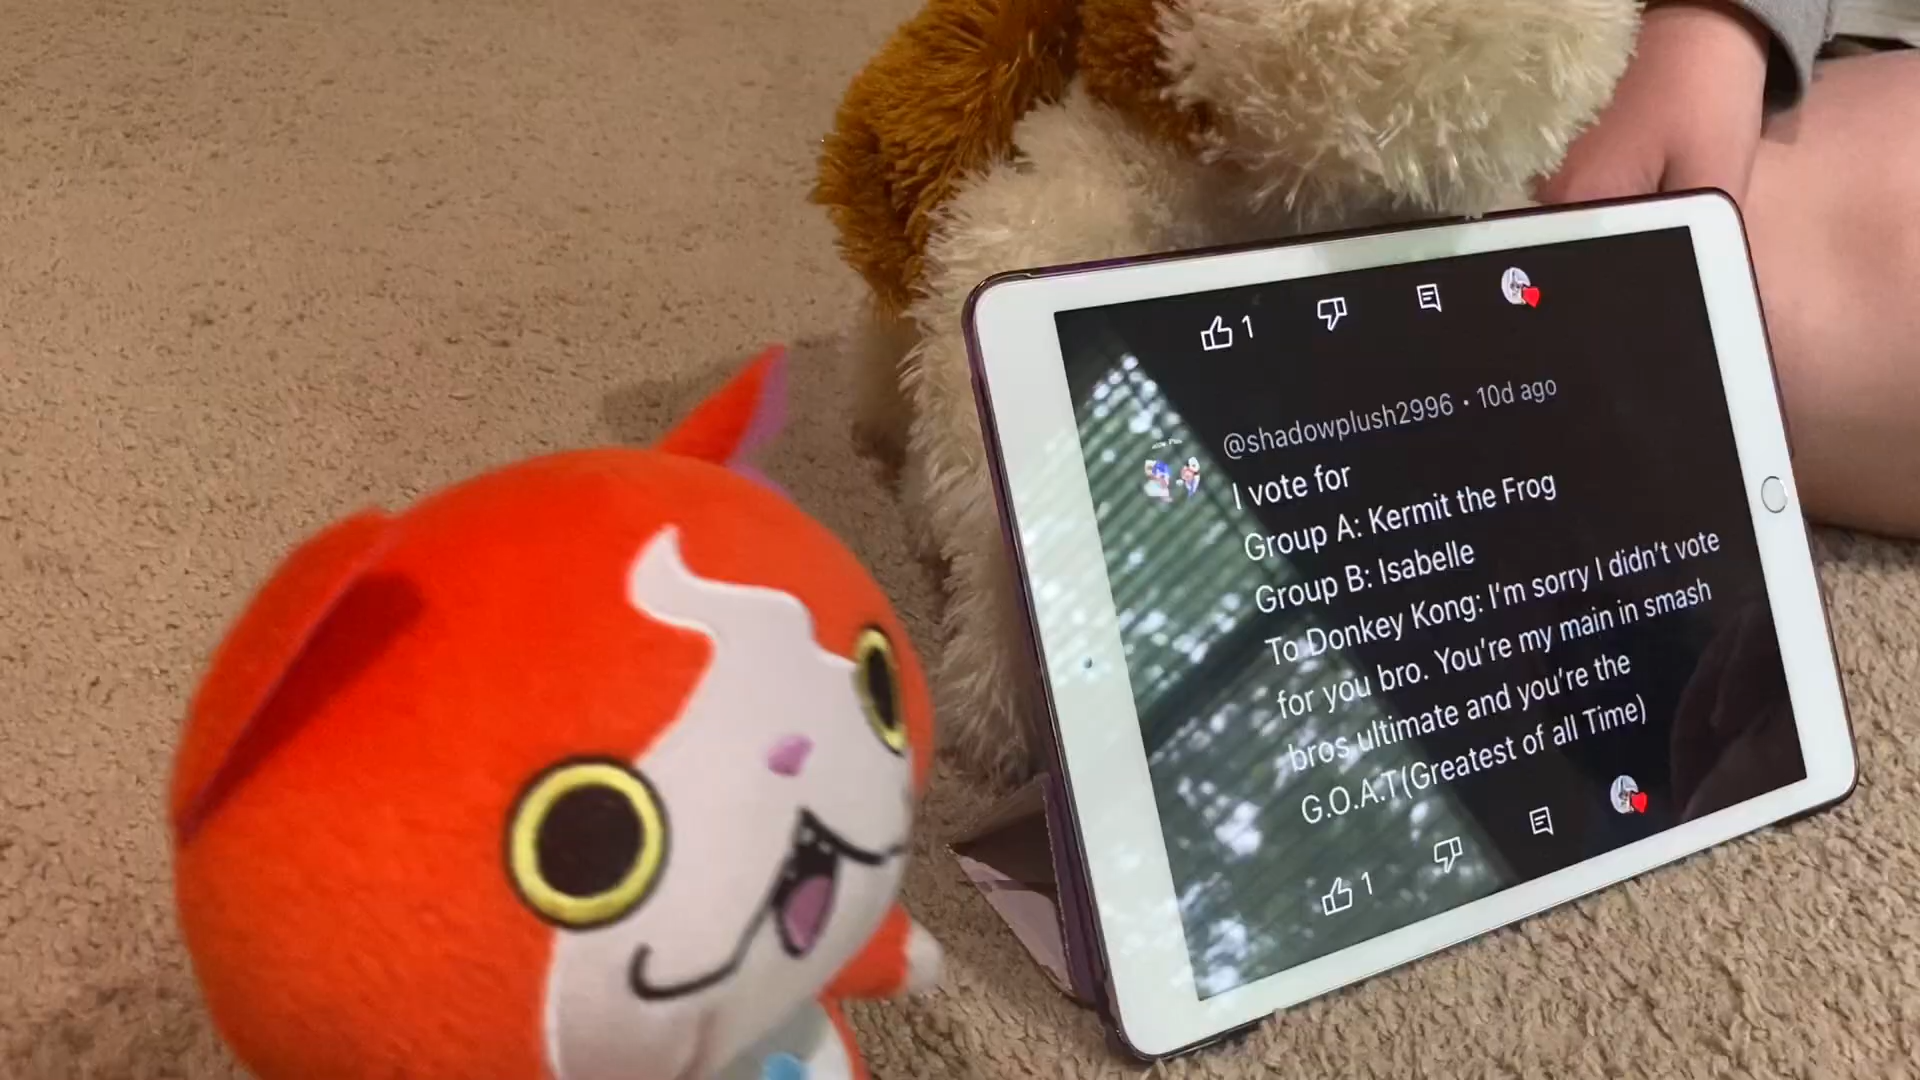 1
@shadowplush2996 · 10d ago
I vote for
Group A: Kermit the Frog
Group B: Isabelle
To Donkey Kong: I'm sorry I didn't vote
for you bro. You're my main in smash
bros ultimate and you're the
G.O.A.T(Greatest of all Time)
1